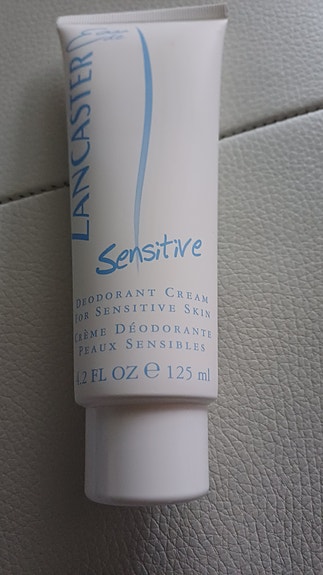 LANCASTER
Sensitive
DEODORANT CREAM
FOR SENSITIVE SKIN
CRÈME DÉODORANTE
PEAUX SENSIBLES
4.2 FL OZ e 125 ml